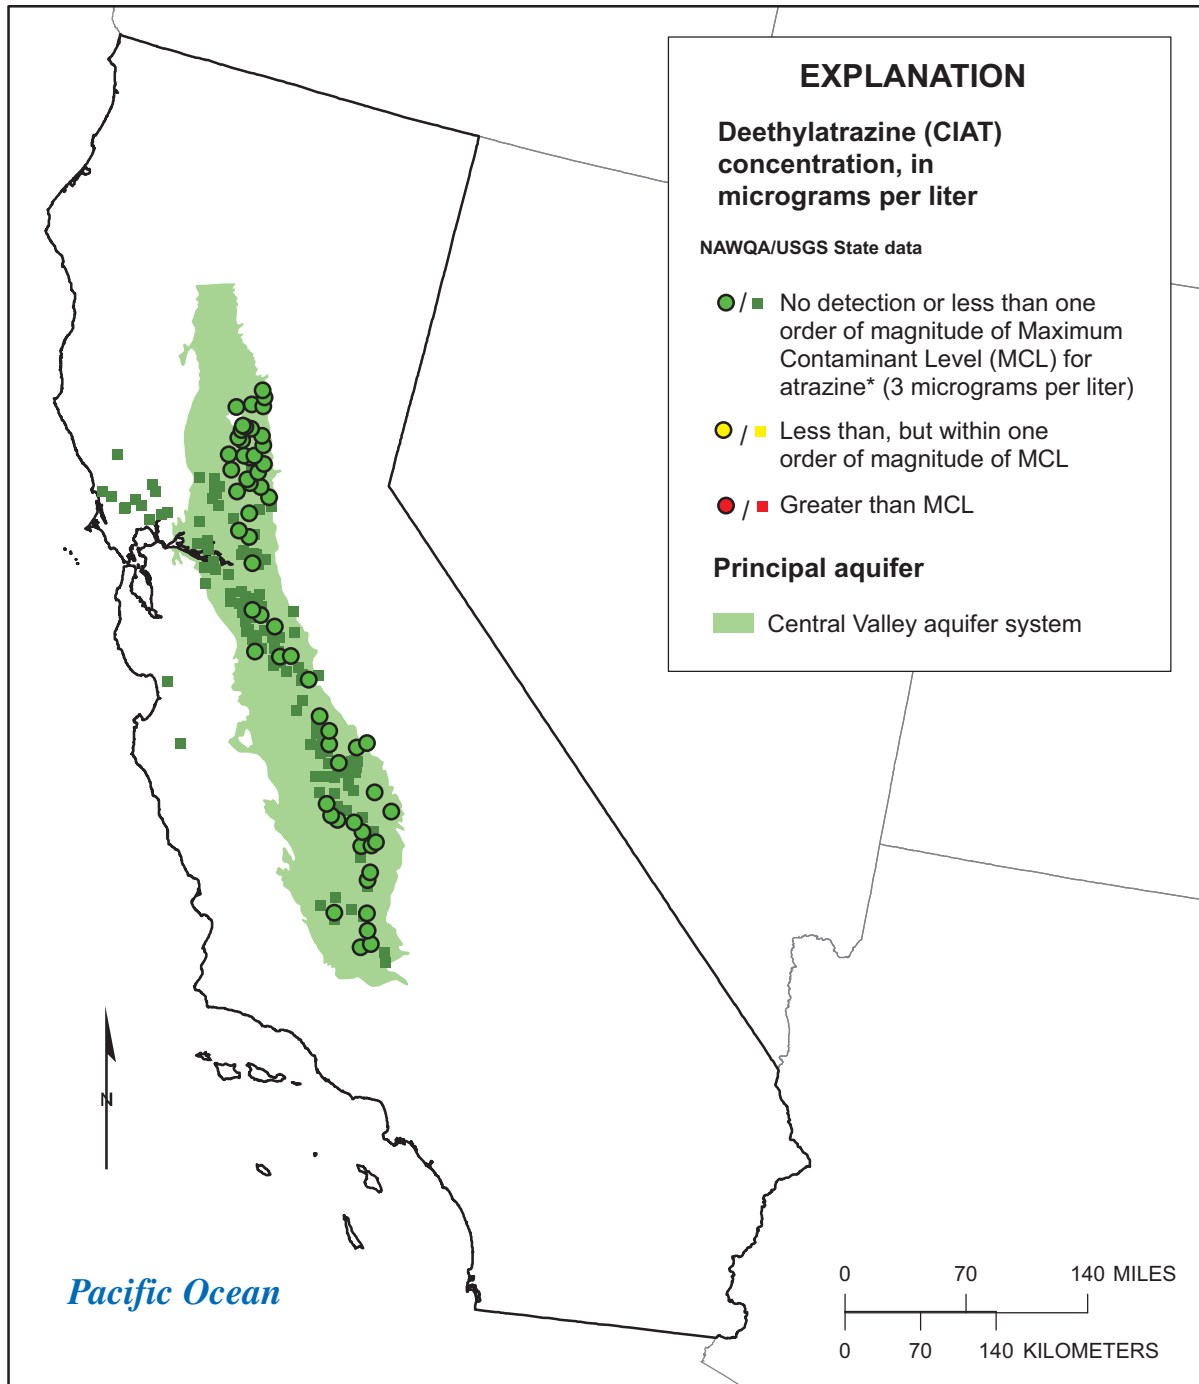 EXPLANATION
Deethylatrazine (CIAT)
concentration, in
micrograms per liter
NAWQA/USGS State data
/ No detection or less than one
order of magnitude of Maximum
Contaminant Level (MCL) for
atrazine* (3 micrograms per liter)
/ Less than, but within one
order of magnitude of MCL
/ Greater than MCL
Principal aquifer
Central Valley aquifer system
N
Pacific Ocean
0 70 140 MILES
0 70 140 KILOMETERS